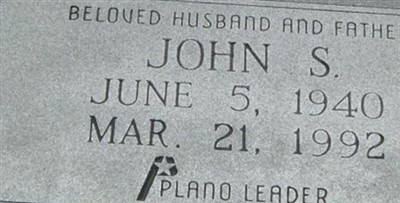 BELOVED HUSBAND AND FATHE
JOHN S.
JUNE 5, 1940
MAR. 21, 1992
PLANO LEADER